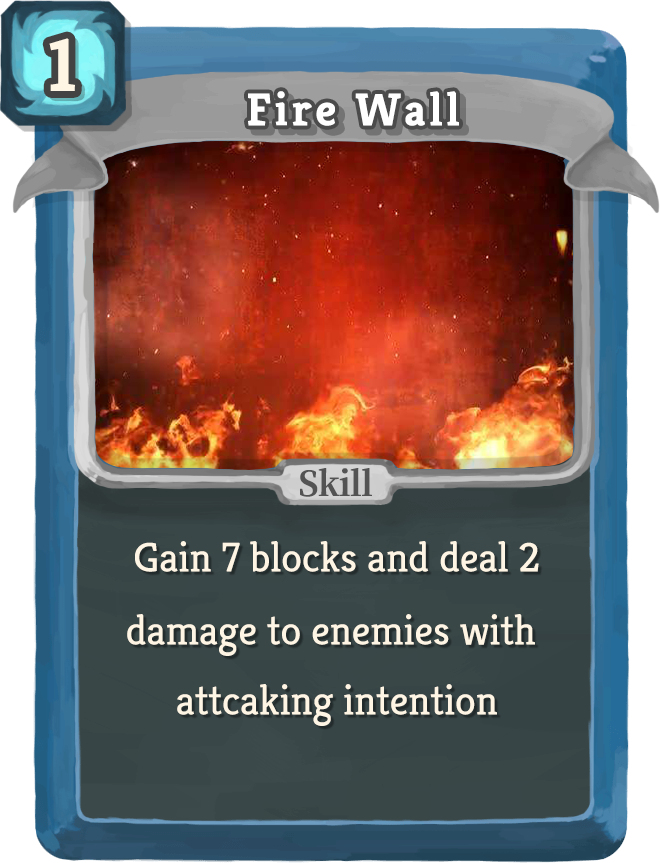 1
Fire Wall
Skill
Gain 7 blocks and deal 2
damage to enemies with
attcaking intention